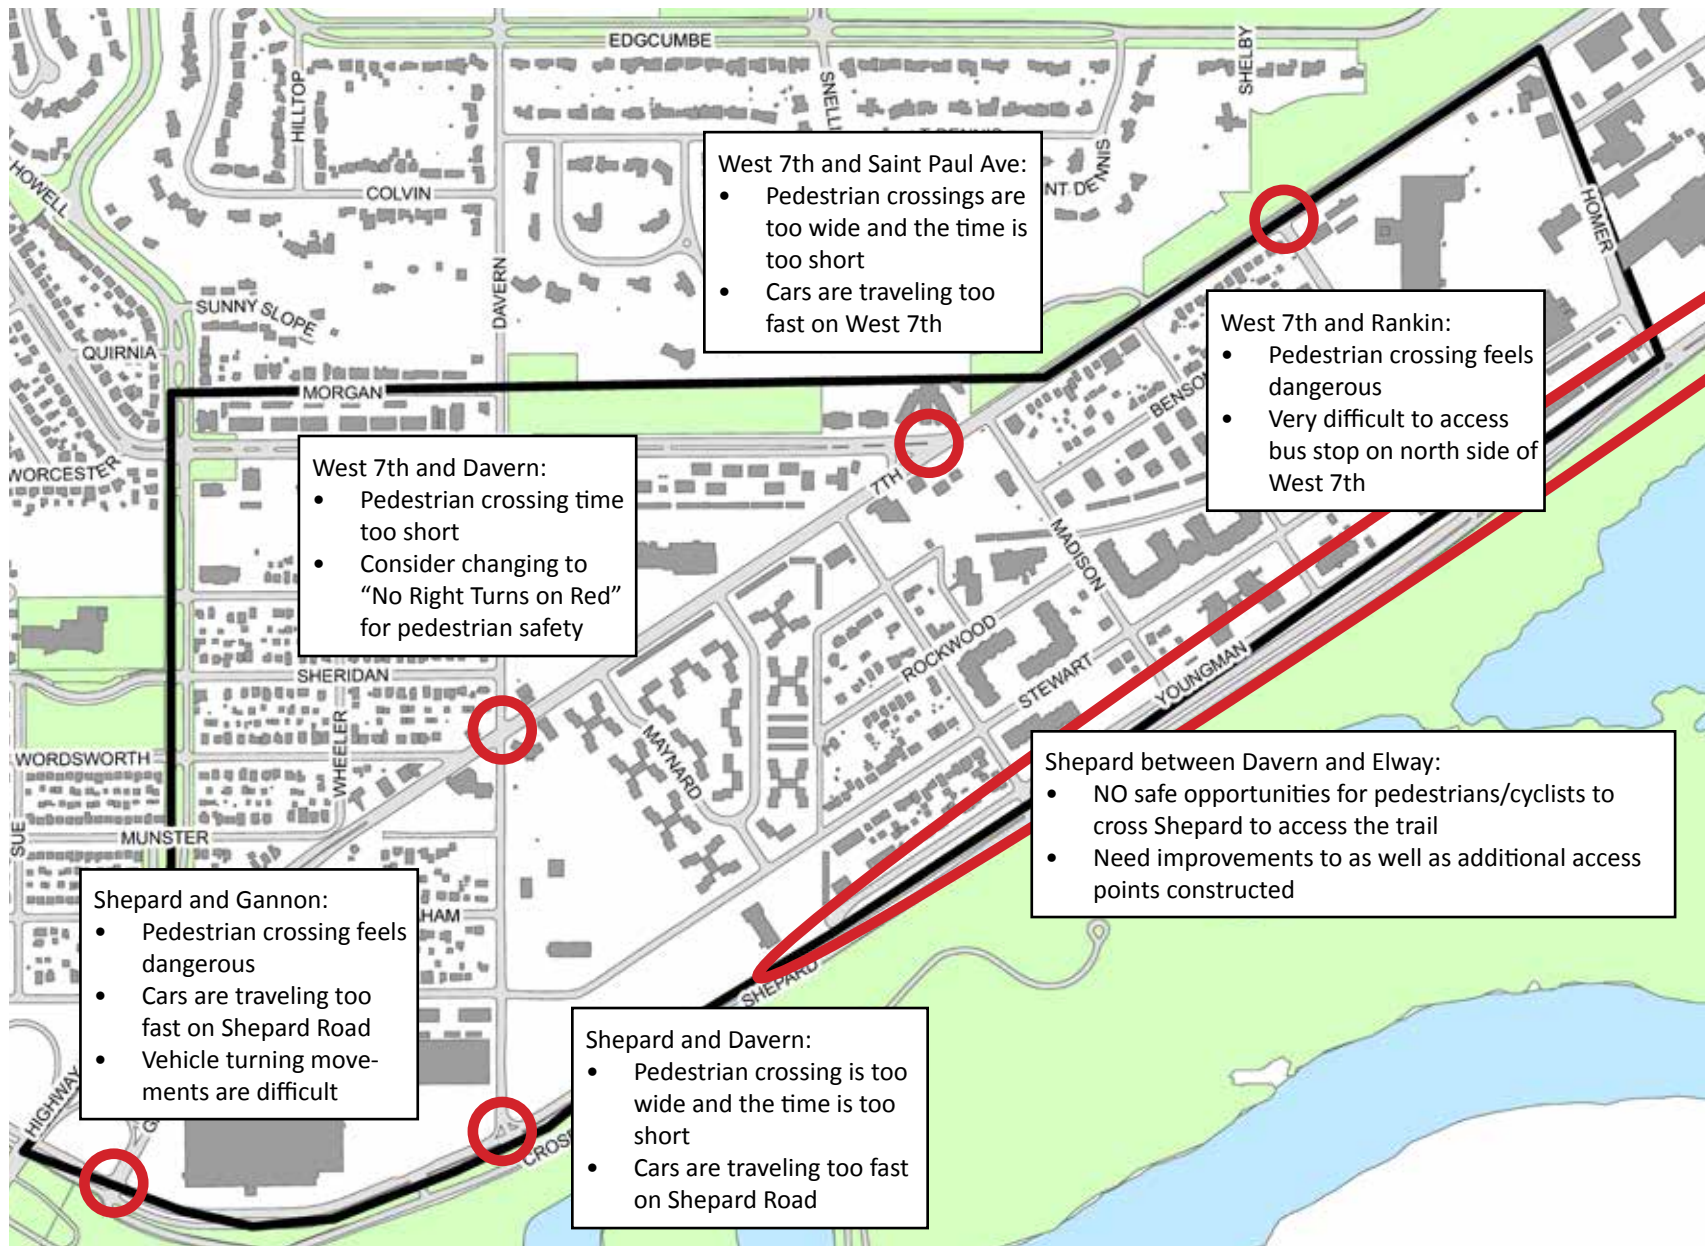 EDGCUMBE
SHELBY
HILLTOP
SNELLI
HOWELL
COLVIN
NT DENNIS
HOMER
West 7th and Saint Paul Ave:
• Pedestrian crossings are
too wide and the time is
too short
• Cars are traveling too
fast on West 7th
DAVERN
SUNNY SLOPE
QUIRNIA
MORGAN
West 7th and Rankin:
• Pedestrian crossing feels
dangerous
• Very difficult to access
bus stop on north side of
West 7th
BENSON
WORCESTER
7TH
MADISON
West 7th and Davern:
• Pedestrian crossing time
too short
• Consider changing to
“No Right Turns on Red”
for pedestrian safety
SHERIDAN
ROCKWOOD
STEWART
YOUNGMAN
WHEELER
MAYNARD
WORDSWORTH
SUE
MUNSTER
Shepard between Davern and Elway:
• NO safe opportunities for pedestrians/cyclists to
cross Shepard to access the trail
• Need improvements to as well as additional access
points constructed
Shepard and Gannon:
• Pedestrian crossing feels
dangerous
• Cars are traveling too
fast on Shepard Road
• Vehicle turning move-
ments are difficult
AHAM
SHEPARD
Shepard and Davern:
• Pedestrian crossing is too
wide and the time is too
short
• Cars are traveling too fast
on Shepard Road
HIGHWAY
G
CROSB